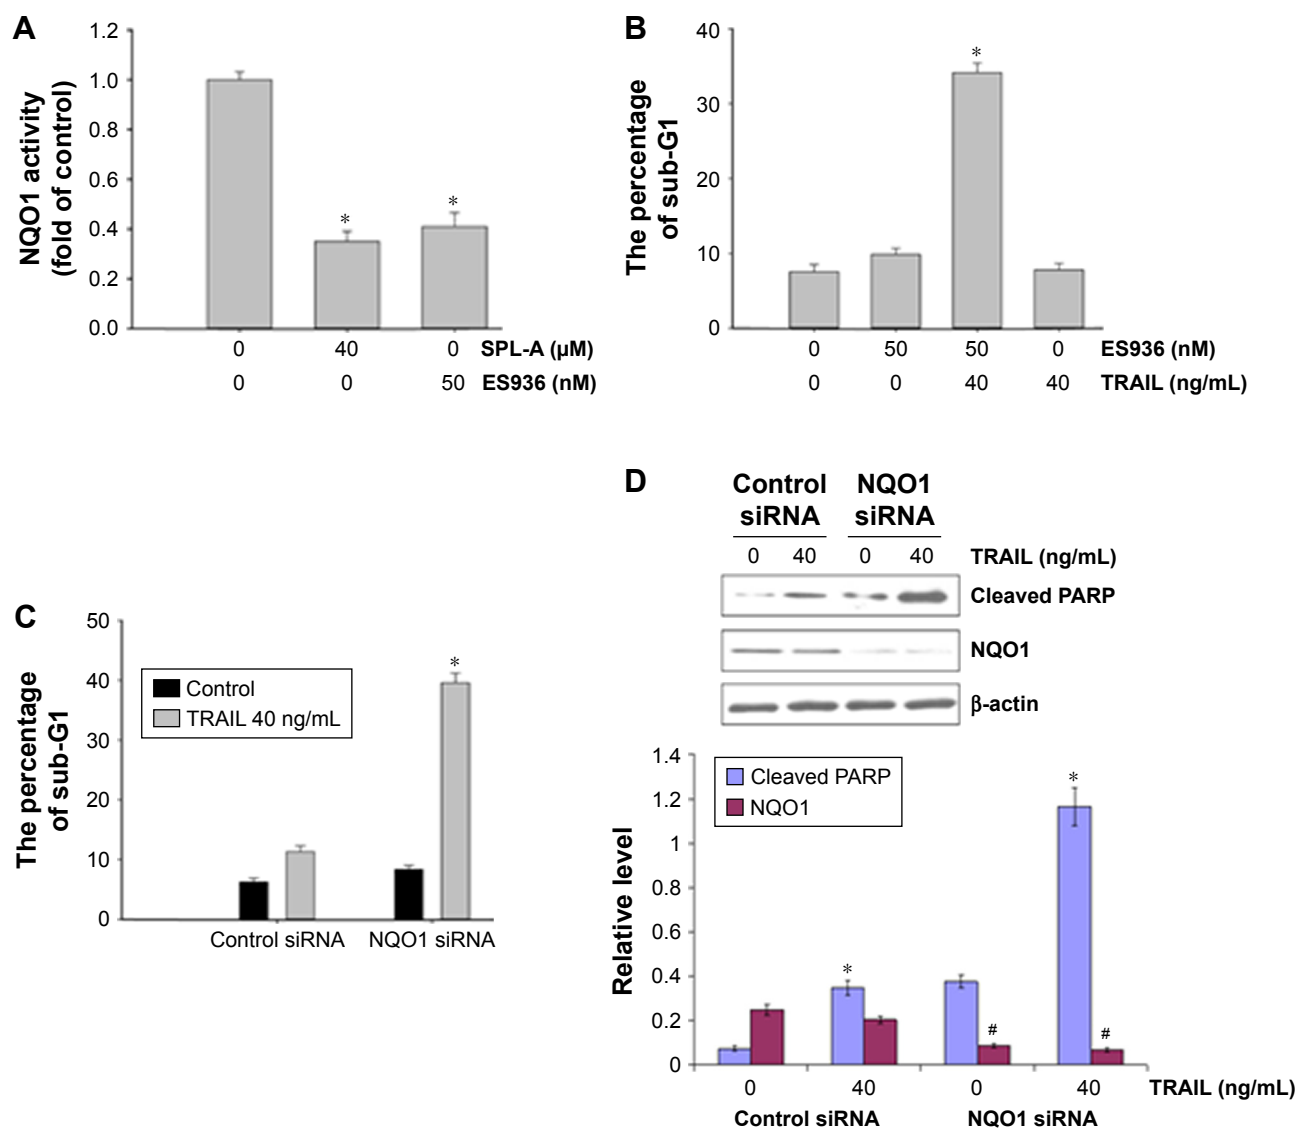 A
NQO1 activity
(fold of control)
1.2
1.0
0.8
0.6
0.4
0.2
0.0
*
*
0 40 0 SPL-A (µM)
0 0 50 ES936 (nM)
B
The percentage
of sub-G1
40
30
20
10
0
*
0 50 50 0 ES936 (nM)
0 0 40 40 TRAIL (ng/mL)
C
The percentage
of sub-G1
50
40
30
20
10
0
Control
TRAIL 40 ng/mL
*
Control siRNA NQO1 siRNA
D
Control NQO1
siRNA siRNA
0 40 0 40 TRAIL (ng/mL)
Cleaved PARP
NQO1
β-actin
Relative level
1.4
1.2
1
0.8
0.6
0.4
0.2
0
Cleaved PARP
NQO1
*
*
#
#
0 40 0 40 TRAIL (ng/mL)
Control siRNA NQO1 siRNA